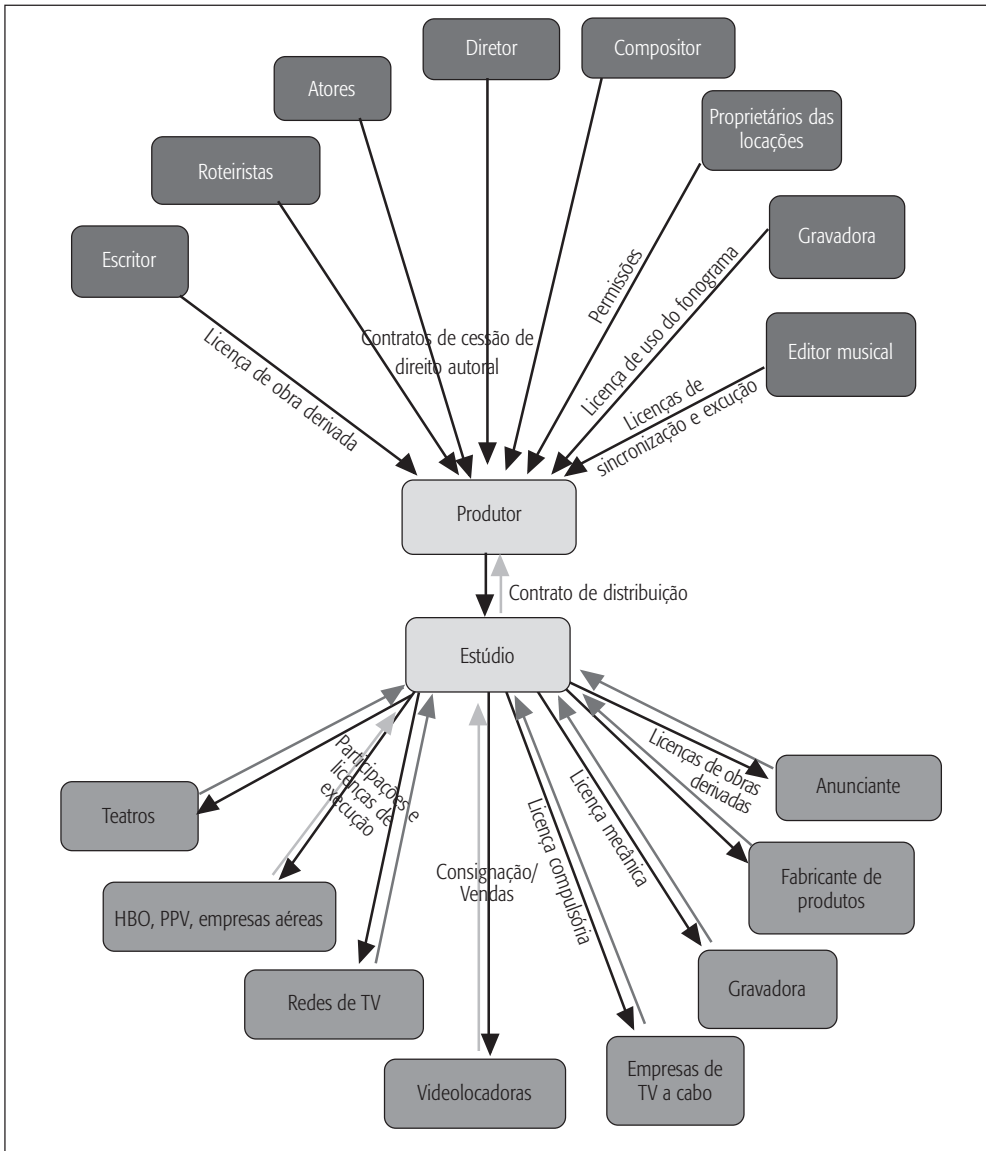 Diretor
Compositor
Atores
Proprietários das
locações
Roteiristas
Gravadora
Escritor
Permissões
Licença de uso do fonograma
Editor musical
Licença de obra derivada
Contratos de cessão de
direito autoral
Licenças de
sincronização e excução
Produtor
Contrato de distribuição
Estúdio
Teatros
Participações e
licenças de
execução
Licenças de obras
derivadas
Anunciante
HBO, PPV, empresas aéreas
Consignação/
Vendas
Licença compulsória
Licença mecânica
Fabricante de
produtos
Redes de TV
Gravadora
Videolocadoras
Empresas de
TV a cabo